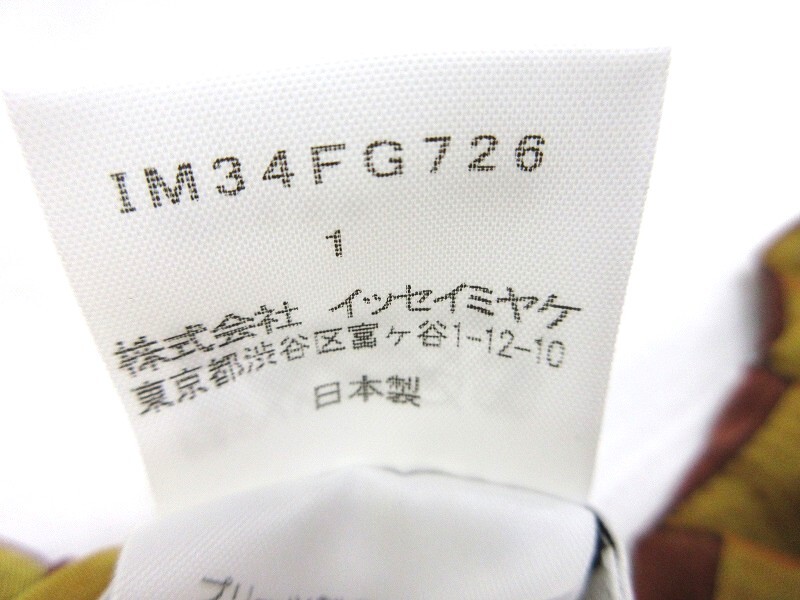 IM34FG726
1
株式会社 イッセイミヤケ
東京都渋谷区富ヶ谷1-12-10
日本製